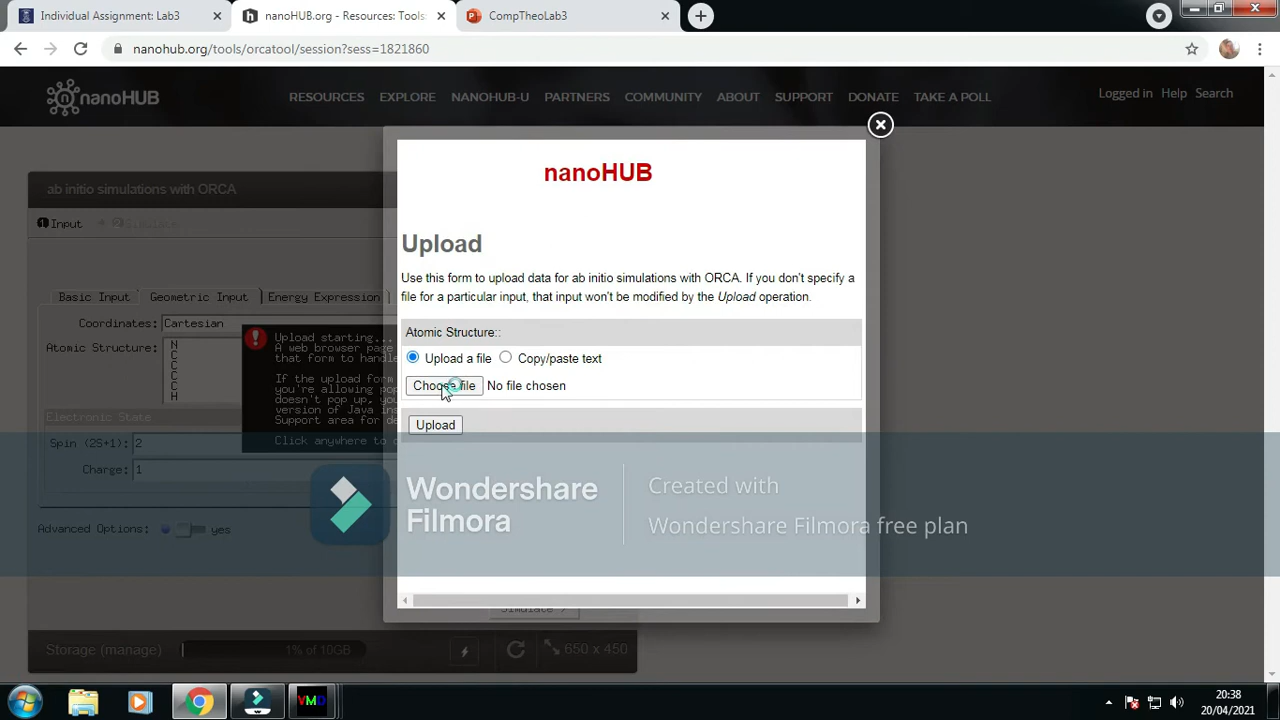 Individual Assignment: Lab3
nanoHUB.org - Resources: Tools:
CompTheoLab3
nanohub.org/tools/orcatool/session?sess=1821860
nanoHUB
RESOURCES EXPLORE NANOHUB-U PARTNERS COMMUNITY ABOUT SUPPORT DONATE TAKE A POLL
Logged in Help Search
ab initio simulations with ORCA
1 Input 2 Simulate
Basic Input Geometric Input Energy Expression
Coordinates: Cartesian
Atomic Structure:
N
C
C
C
C
H
Upload starting...
A web browser page
that form to handle
If the upload form
you're allowing pop
doesn't pop up, you
version of Java ins
Support area for de
Click anywhere to c
Electronic State
Spin (2S+1): 2
Charge: 1
Advanced Options: yes
Simulate >
Storage (manage) 1% of 10GB 650 x 450
nanoHUB
Upload
Use this form to upload data for ab initio simulations with ORCA. If you don't specify a
file for a particular input, that input won't be modified by the Upload operation.
Atomic Structure::
Upload a file Copy/paste text
Choose file No file chosen
Upload
Wondershare
Filmora
Created with
Wondershare Filmora free plan
VMD
20:38
20/04/2021